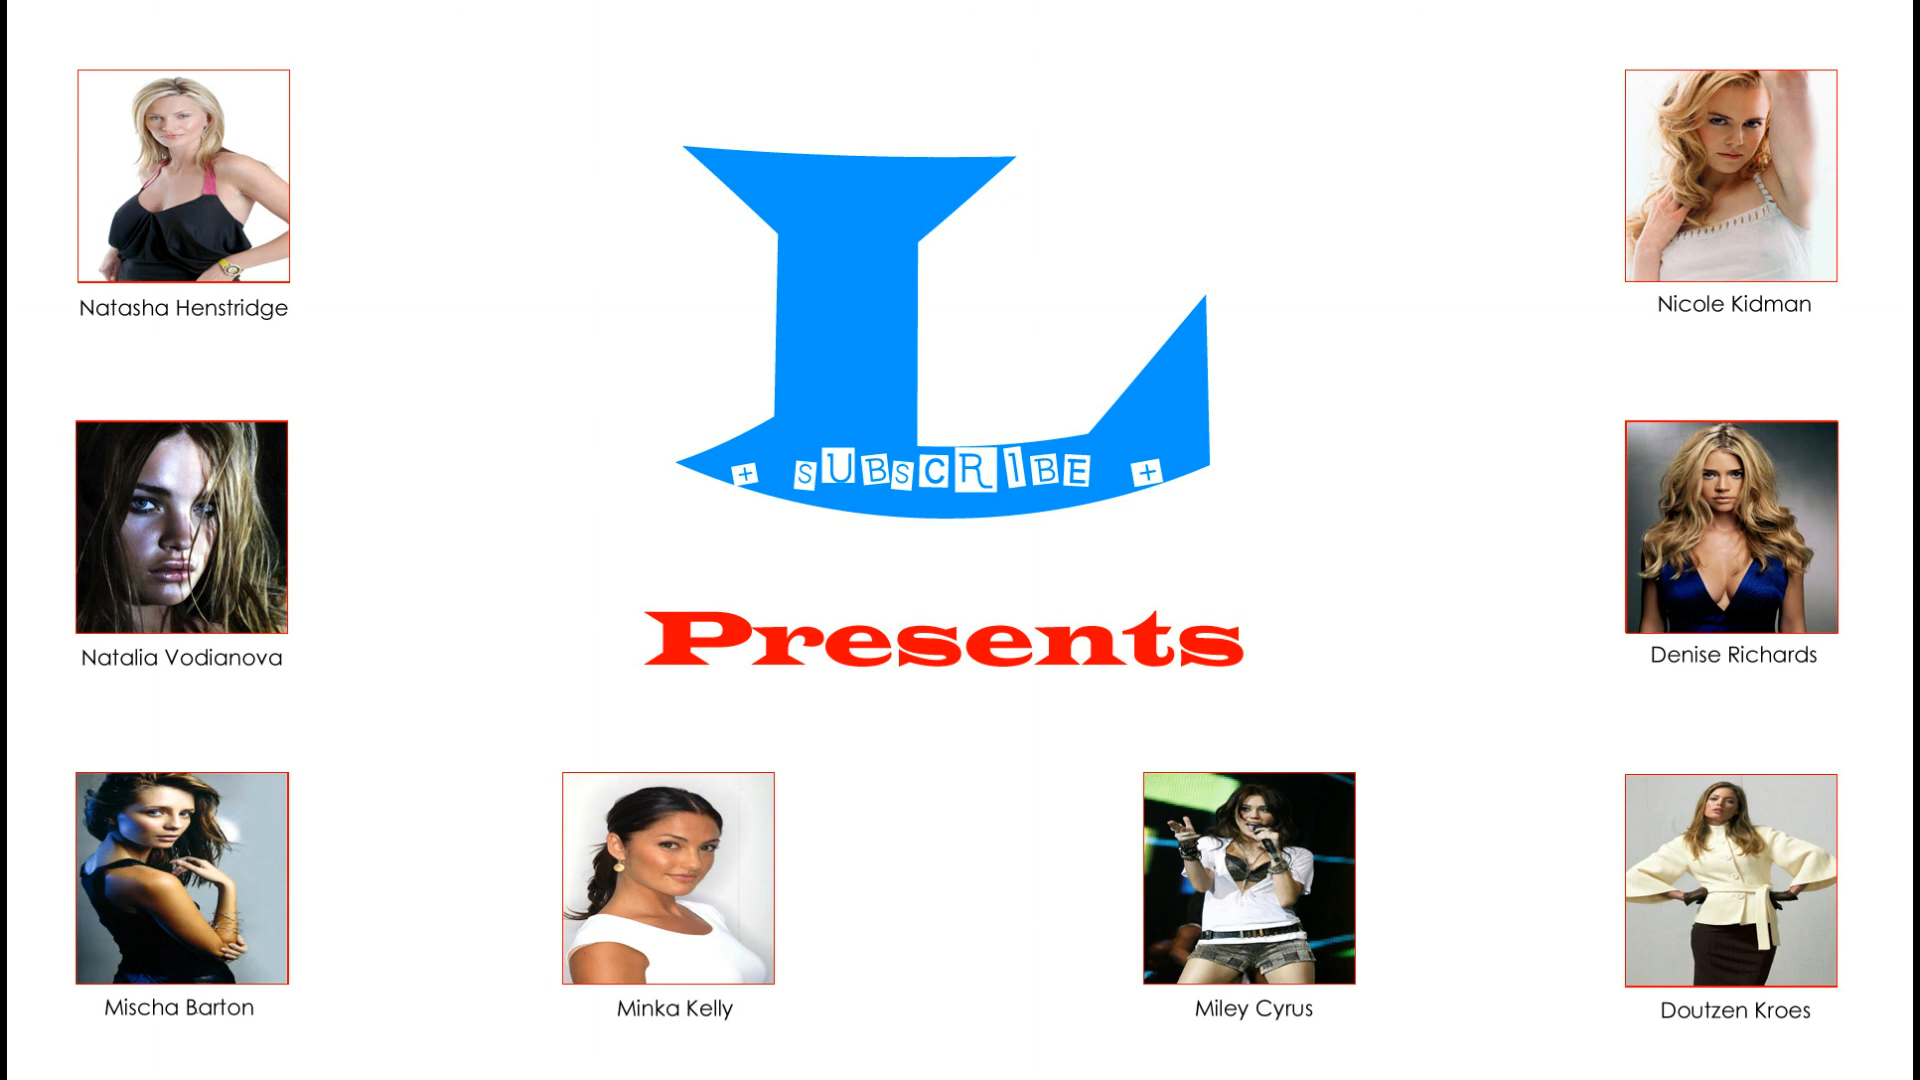 Natasha Henstridge
Nicole Kidman
L
+ SUBSCRIBE +
Natalia Vodianova
Presents
Denise Richards
Mischa Barton
Minka Kelly
Miley Cyrus
Doutzen Kroes